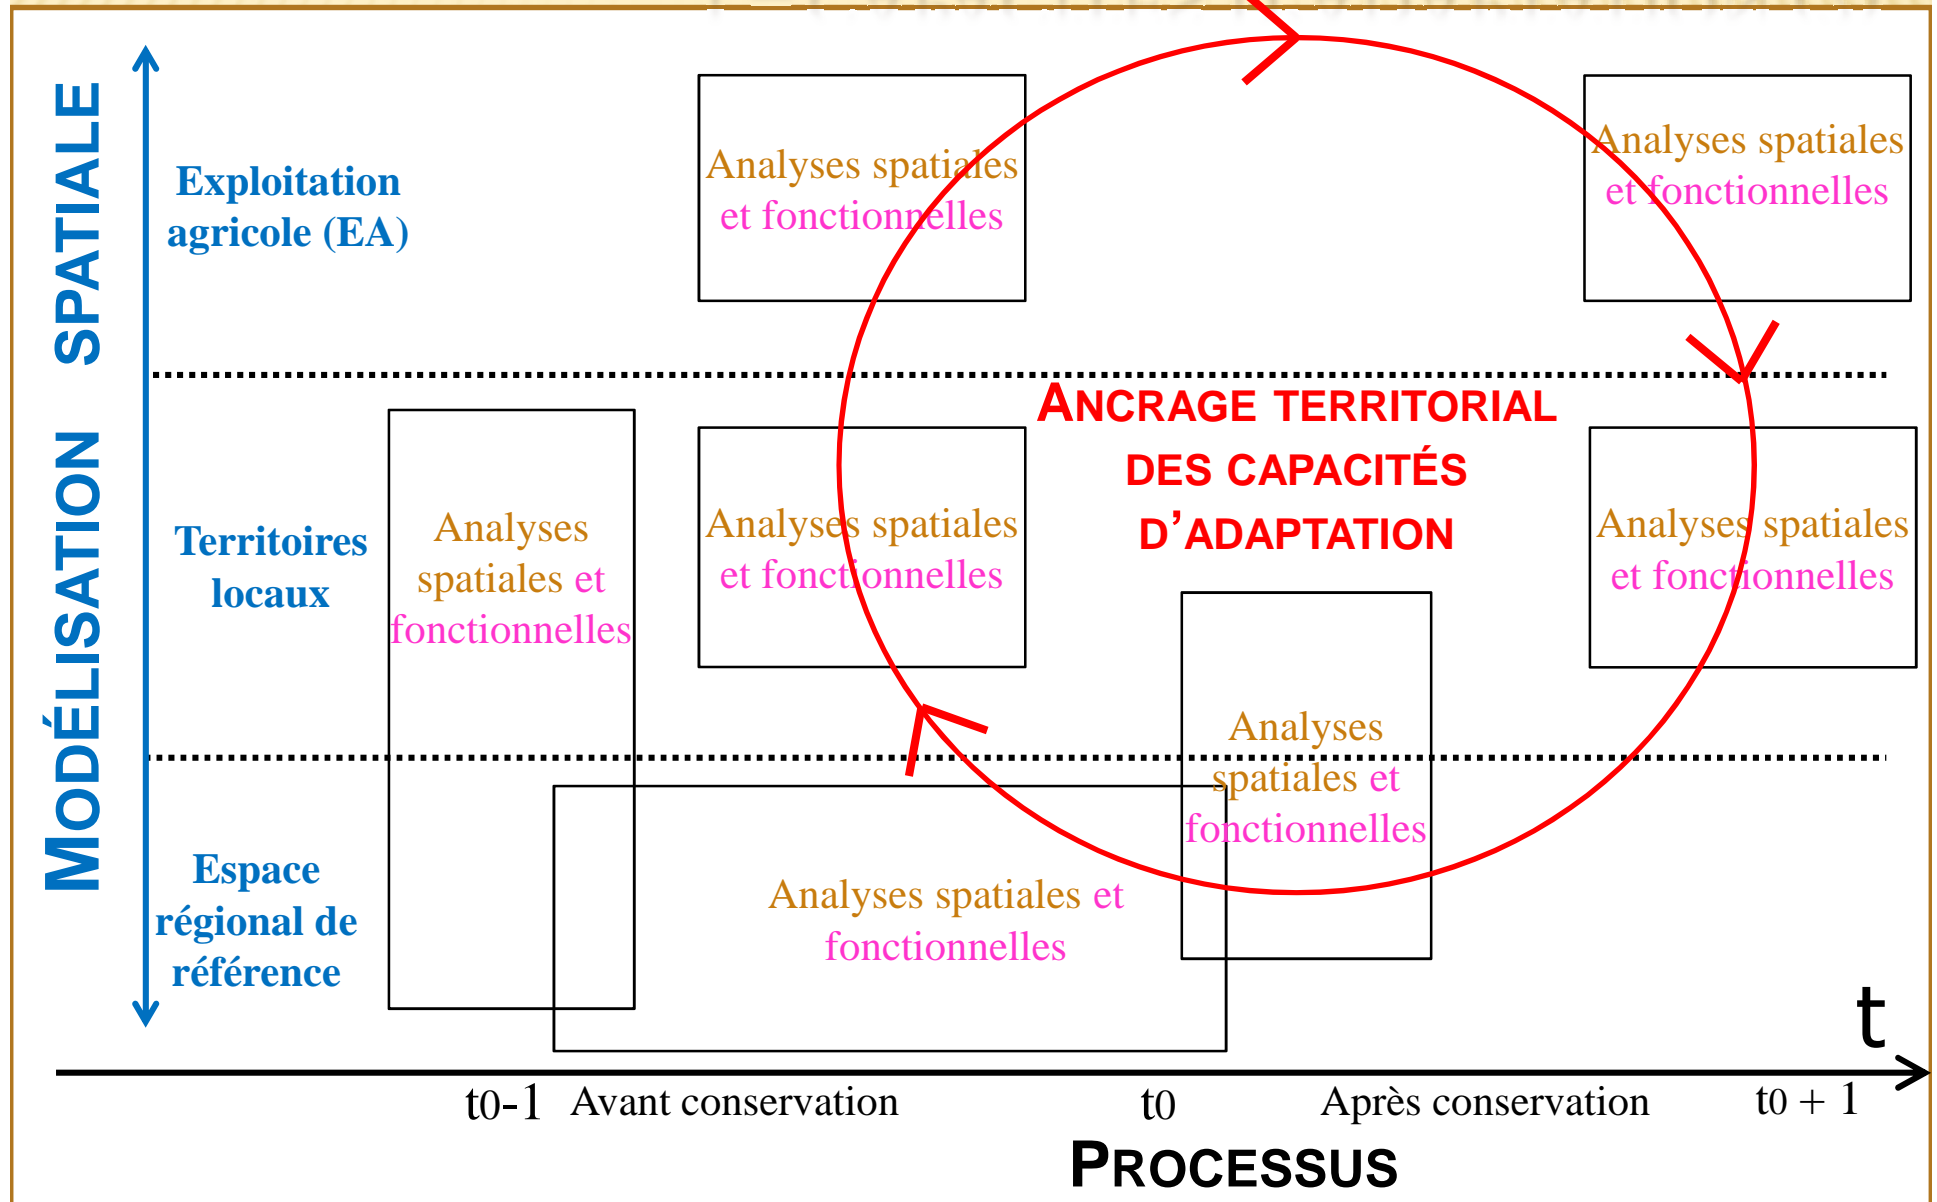 MODÉLISATION SPATIALE
Exploitation
agricole (EA)
Analyses spatiales
et fonctionnelles
Analyses spatiales
et fonctionnelles
ANCRAGE TERRITORIAL
DES CAPACITÉS
D'ADAPTATION
Territoires
locaux
Analyses
spatiales et
fonctionnelles
Analyses spatiales
et fonctionnelles
Analyses spatiales
et fonctionnelles
Analyses
spatiales et
fonctionnelles
Espace
régional de
référence
Analyses spatiales et
fonctionnelles
t
t0-1 Avant conservation t0 Après conservation t0 + 1
PROCESSUS